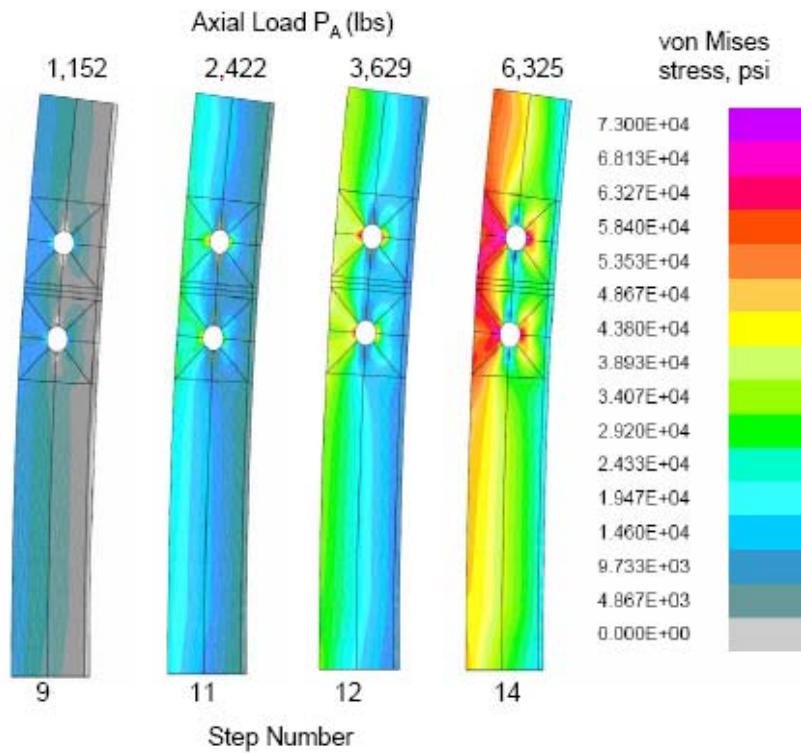 Axial Load PA (lbs)
1,152 2,422 3,629 6,325
von Mises
stress, psi
7.300E+04
6.813E+04
6.327E+04
5.840E+04
5.353E+04
4.867E+04
4.380E+04
3.893E+04
3.407E+04
2.920E+04
2.433E+04
1.947E+04
1.460E+04
9.733E+03
4.867E+03
0.000E+00
9 11 12 14
Step Number